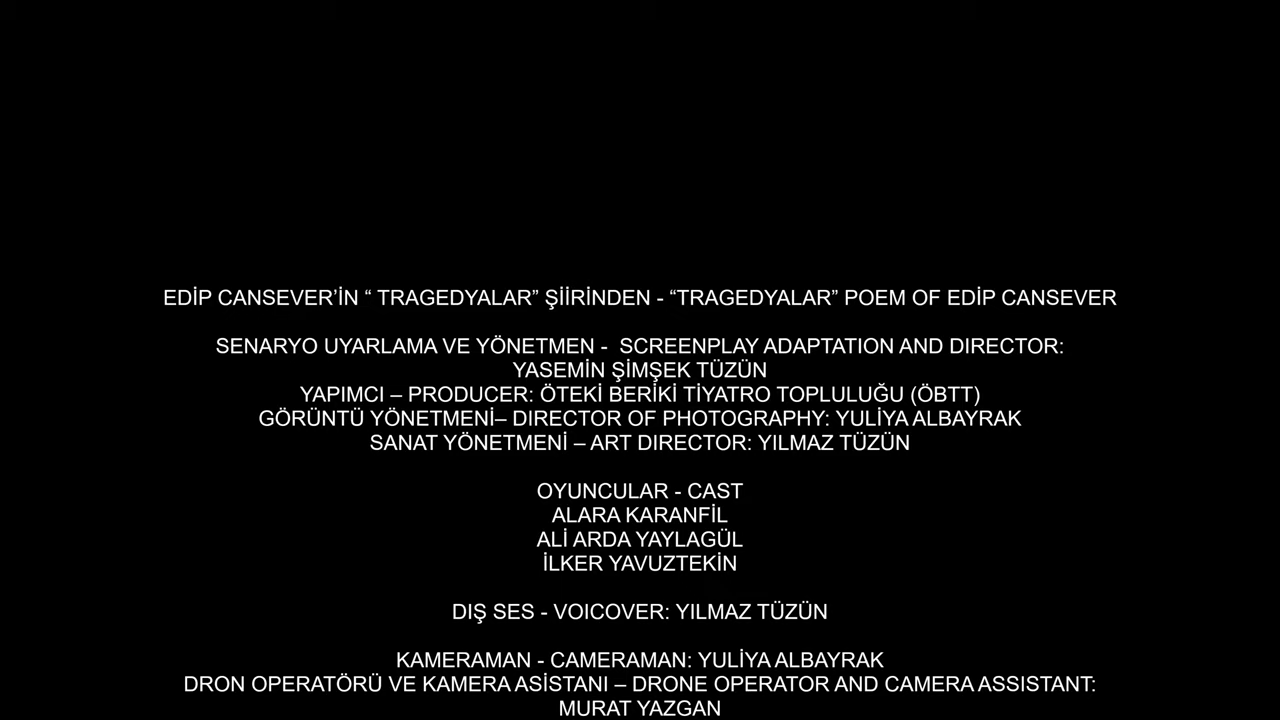 EDİP CANSEVER’İN “ TRAGEDYALAR” ŞİİRİNDEN - “TRAGEDYALAR” POEM OF EDİP CANSEVER
SENARYO UYARLAMA VE YÖNETMEN -  SCREENPLAY ADAPTATION AND DIRECTOR:
YASEMİN ŞİMŞEK TÜZÜN
YAPIMCI – PRODUCER: ÖTEKİ BERİKİ TİYATRO TOPLULUĞU (ÖBTT)
GÖRÜNTÜ YÖNETMENİ– DIRECTOR OF PHOTOGRAPHY: YULİYA ALBAYRAK
SANAT YÖNETMENİ – ART DIRECTOR: YILMAZ TÜZÜN
OYUNCULAR - CAST
ALARA KARANFİL
ALİ ARDA YAYLAGÜL
İLKER YAVUZTEKİN
DIŞ SES - VOICOVER: YILMAZ TÜZÜN
KAMERAMAN - CAMERAMAN: YULİYA ALBAYRAK
DRON OPERATÖRÜ VE KAMERA ASİSTANI – DRONE OPERATOR AND CAMERA ASSISTANT:
MURAT YAZGAN